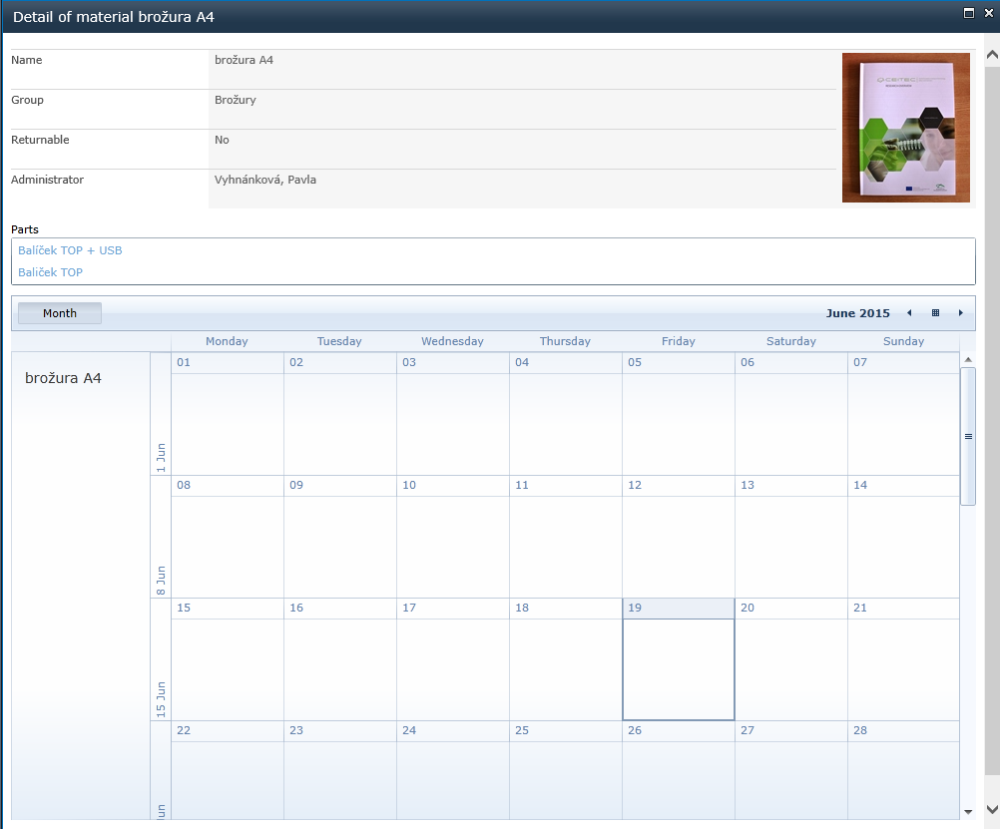 Detail of material brožura A4
Name
brožura A4
Group
Brožury
Returnable
No
Administrator
Vyhnánková, Pavla
CEITEC
Parts
Balíček TOP + USB
Balíček TOP
Month
June 2015
Monday Tuesday Wednesday Thursday Friday Saturday Sunday
brožura A4
1 Jun
01 02 03 04 05 06 07
8 Jun
08 09 10 11 12 13 14
15 Jun
15 16 17 18 19 20 21
Jun
22 23 24 25 26 27 28